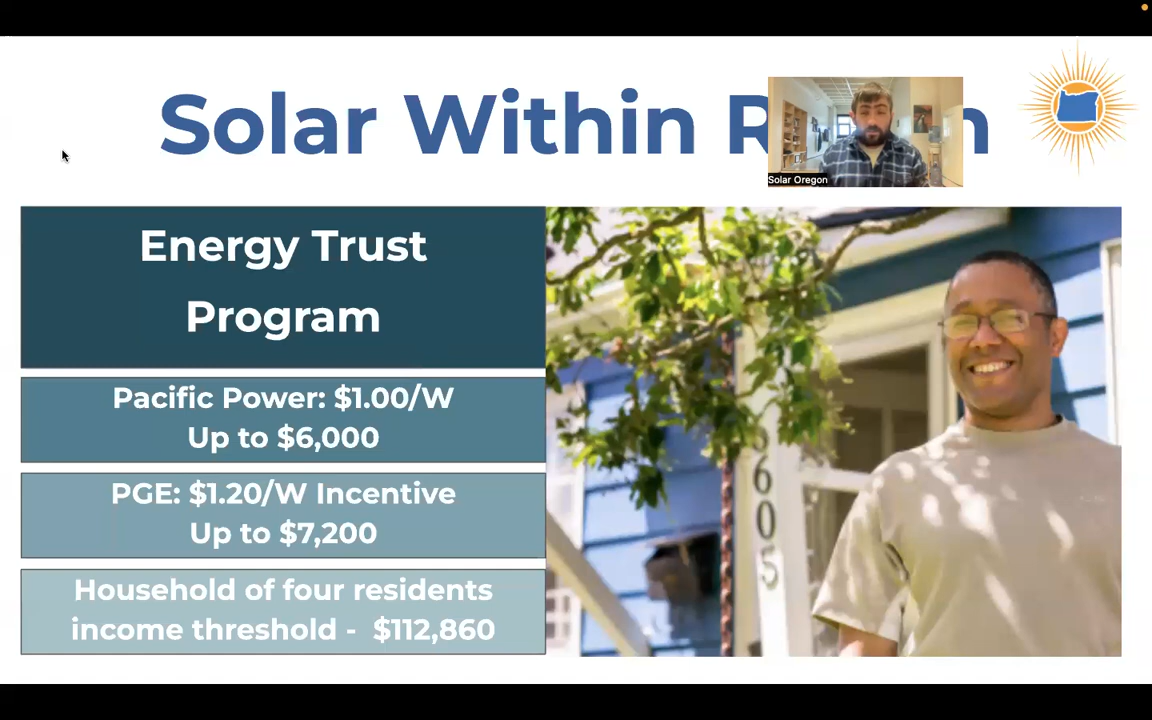 Solar Within R n
Solar Oregon
Energy Trust
Program
Pacific Power: $1.00/W
Up to $6,000
PGE: $1.20/W Incentive
Up to $7,200
Household of four residents
income threshold - $112,860
5605